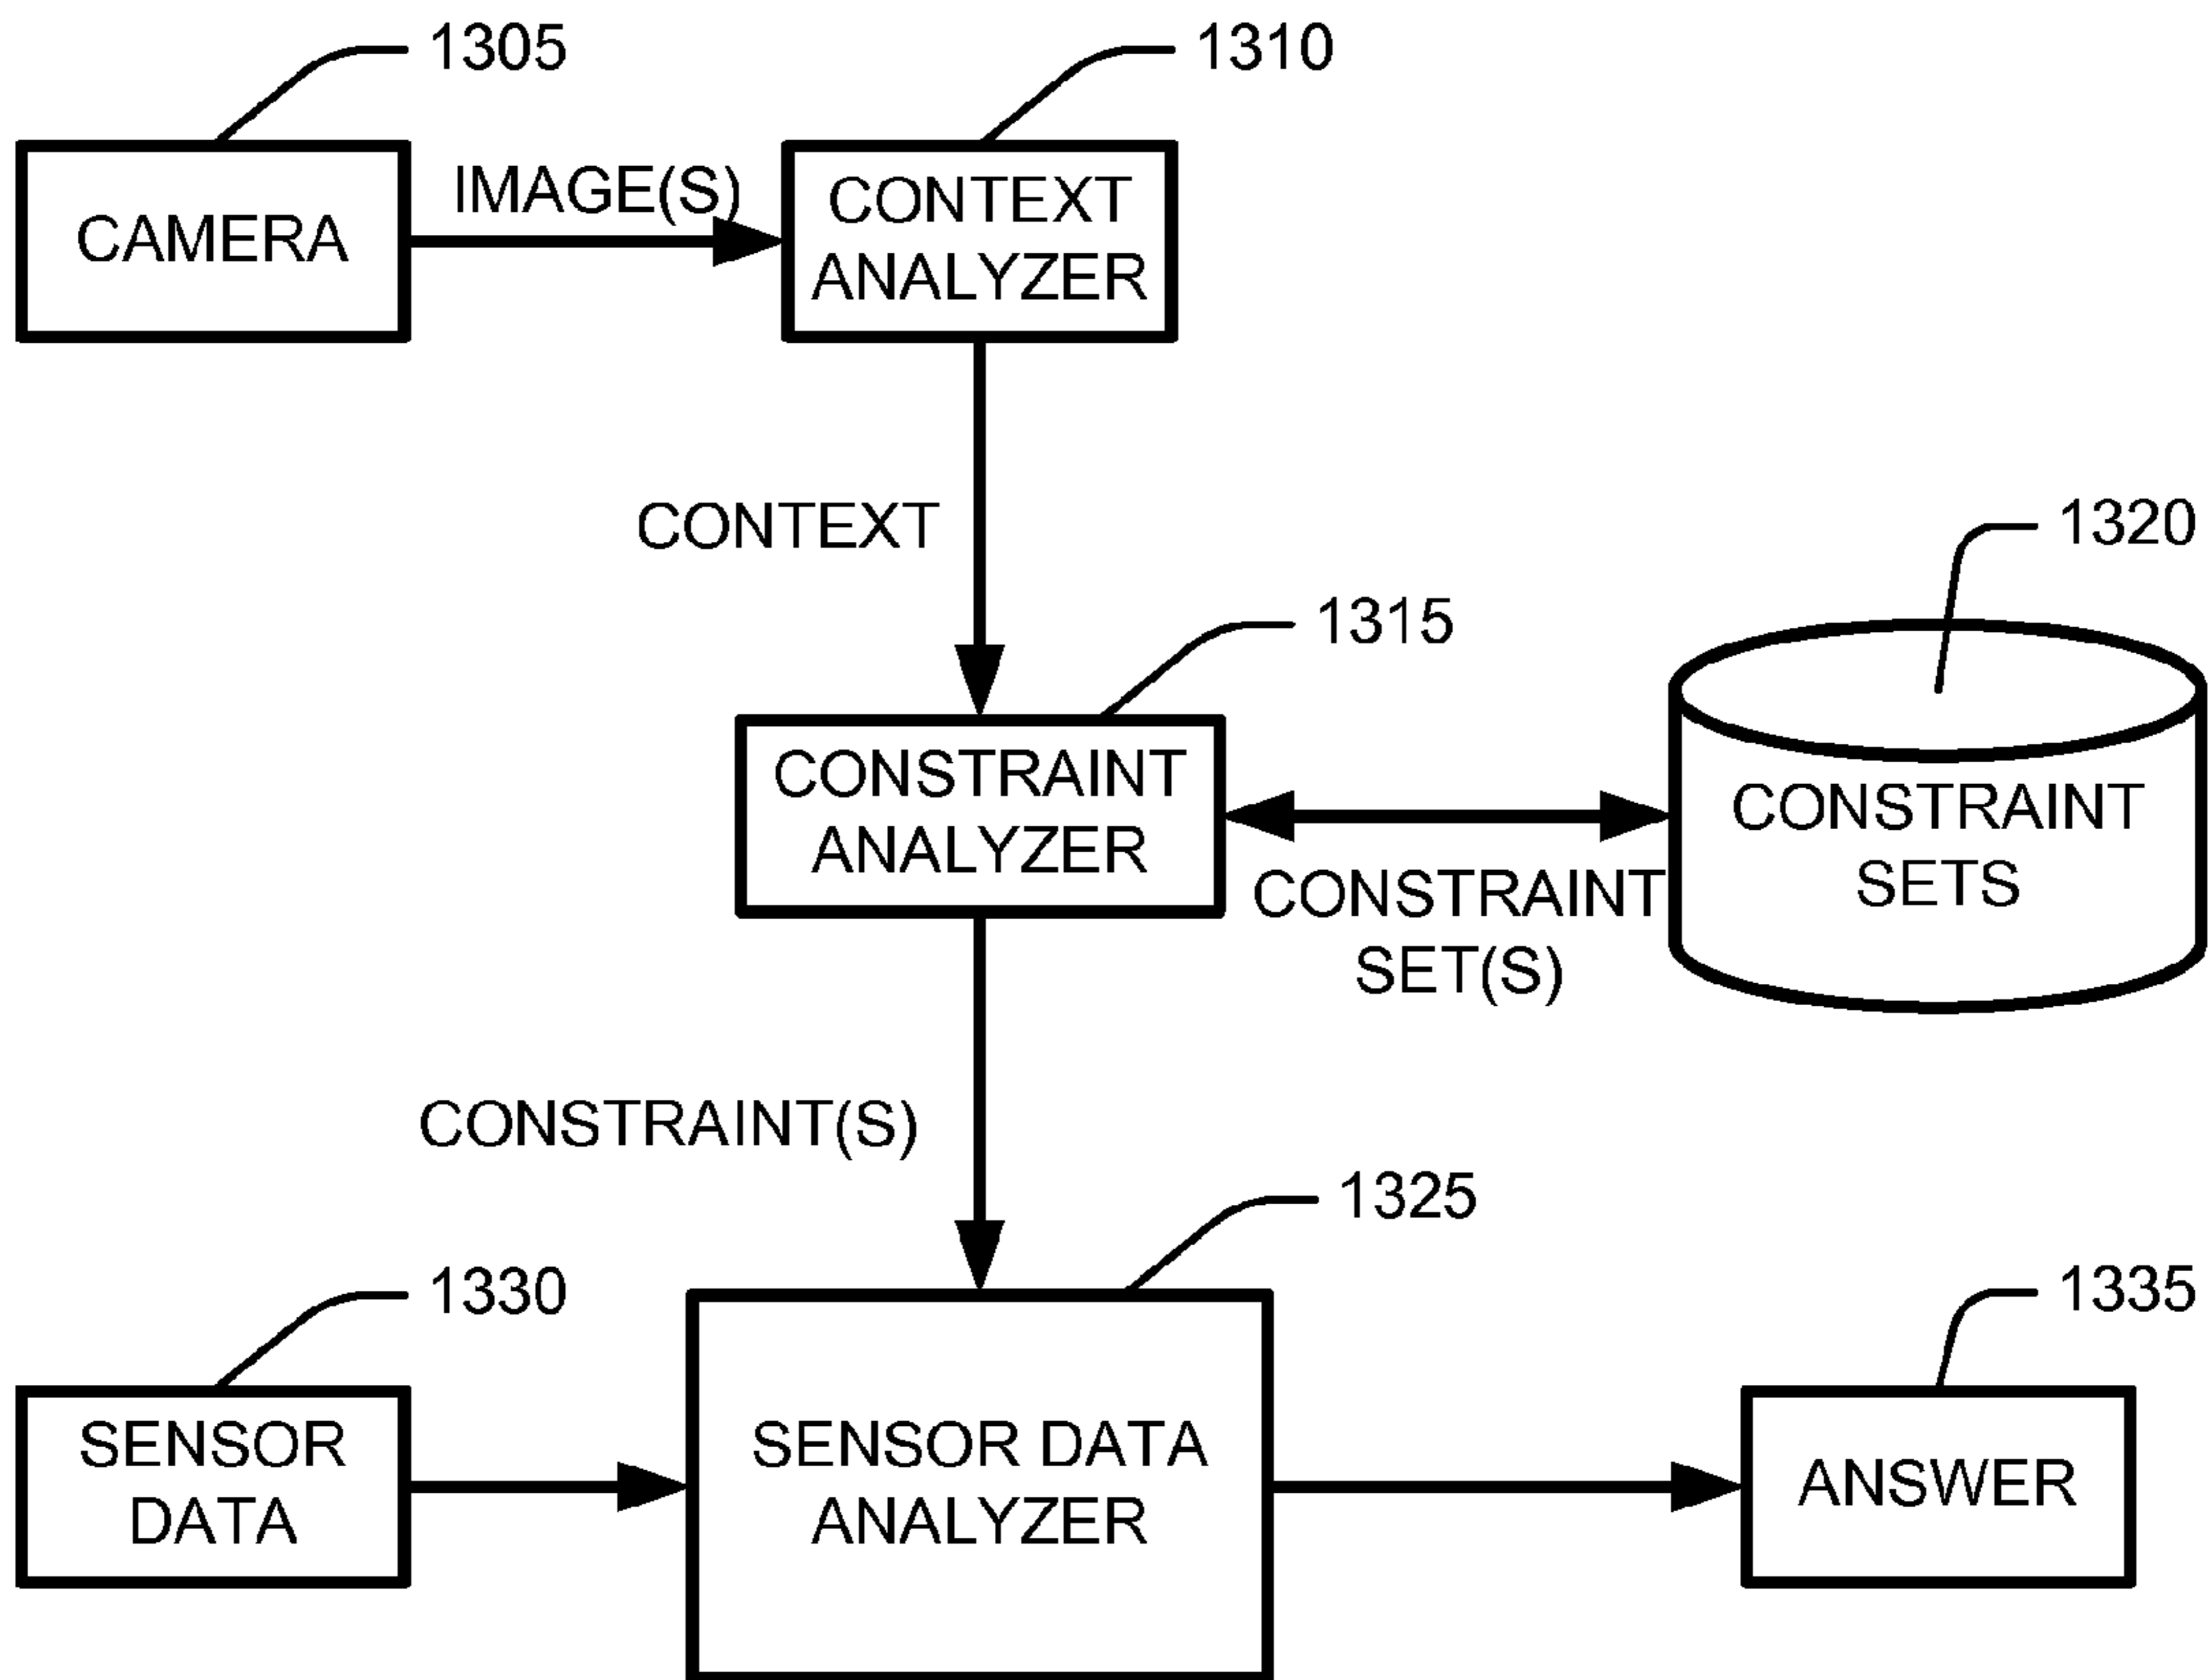 1305
1310
CAMERA
IMAGE(S)
CONTEXT
ANALYZER
CONTEXT
1320
1315
CONSTRAINT
ANALYZER
CONSTRAINT
SETS
CONSTRAINT
SET(S)
CONSTRAINT(S)
1325
1330
1335
SENSOR
DATA
SENSOR DATA
ANALYZER
ANSWER